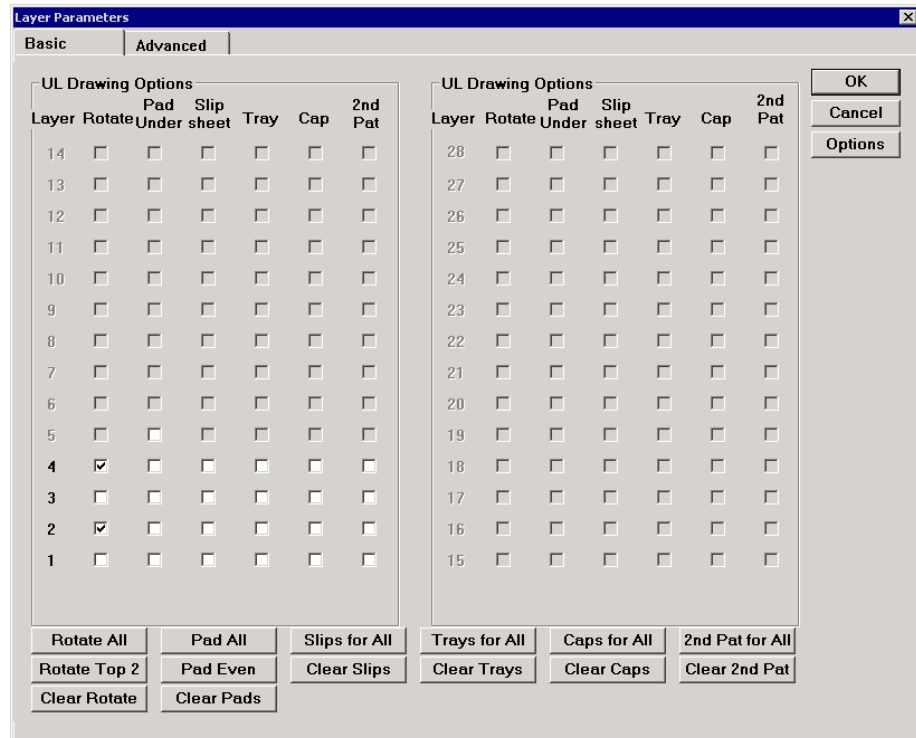 Layer Parameters
Basic Advanced
UL Drawing Options
Layer Rotate Pad Under Slip sheet Tray Cap 2nd Pat
14
13
12
11
10
9
8
7
6
5
4
3
2
1
UL Drawing Options
Layer Rotate Pad Under Slip sheet Tray Cap 2nd Pat
28
27
26
25
24
23
22
21
20
19
18
17
16
15
OK
Cancel
Options
Rotate All Pad All Slips for All Trays for All Caps for All 2nd Pat for All
Rotate Top 2 Pad Even Clear Slips Clear Trays Clear Caps Clear 2nd Pat
Clear Rotate Clear Pads